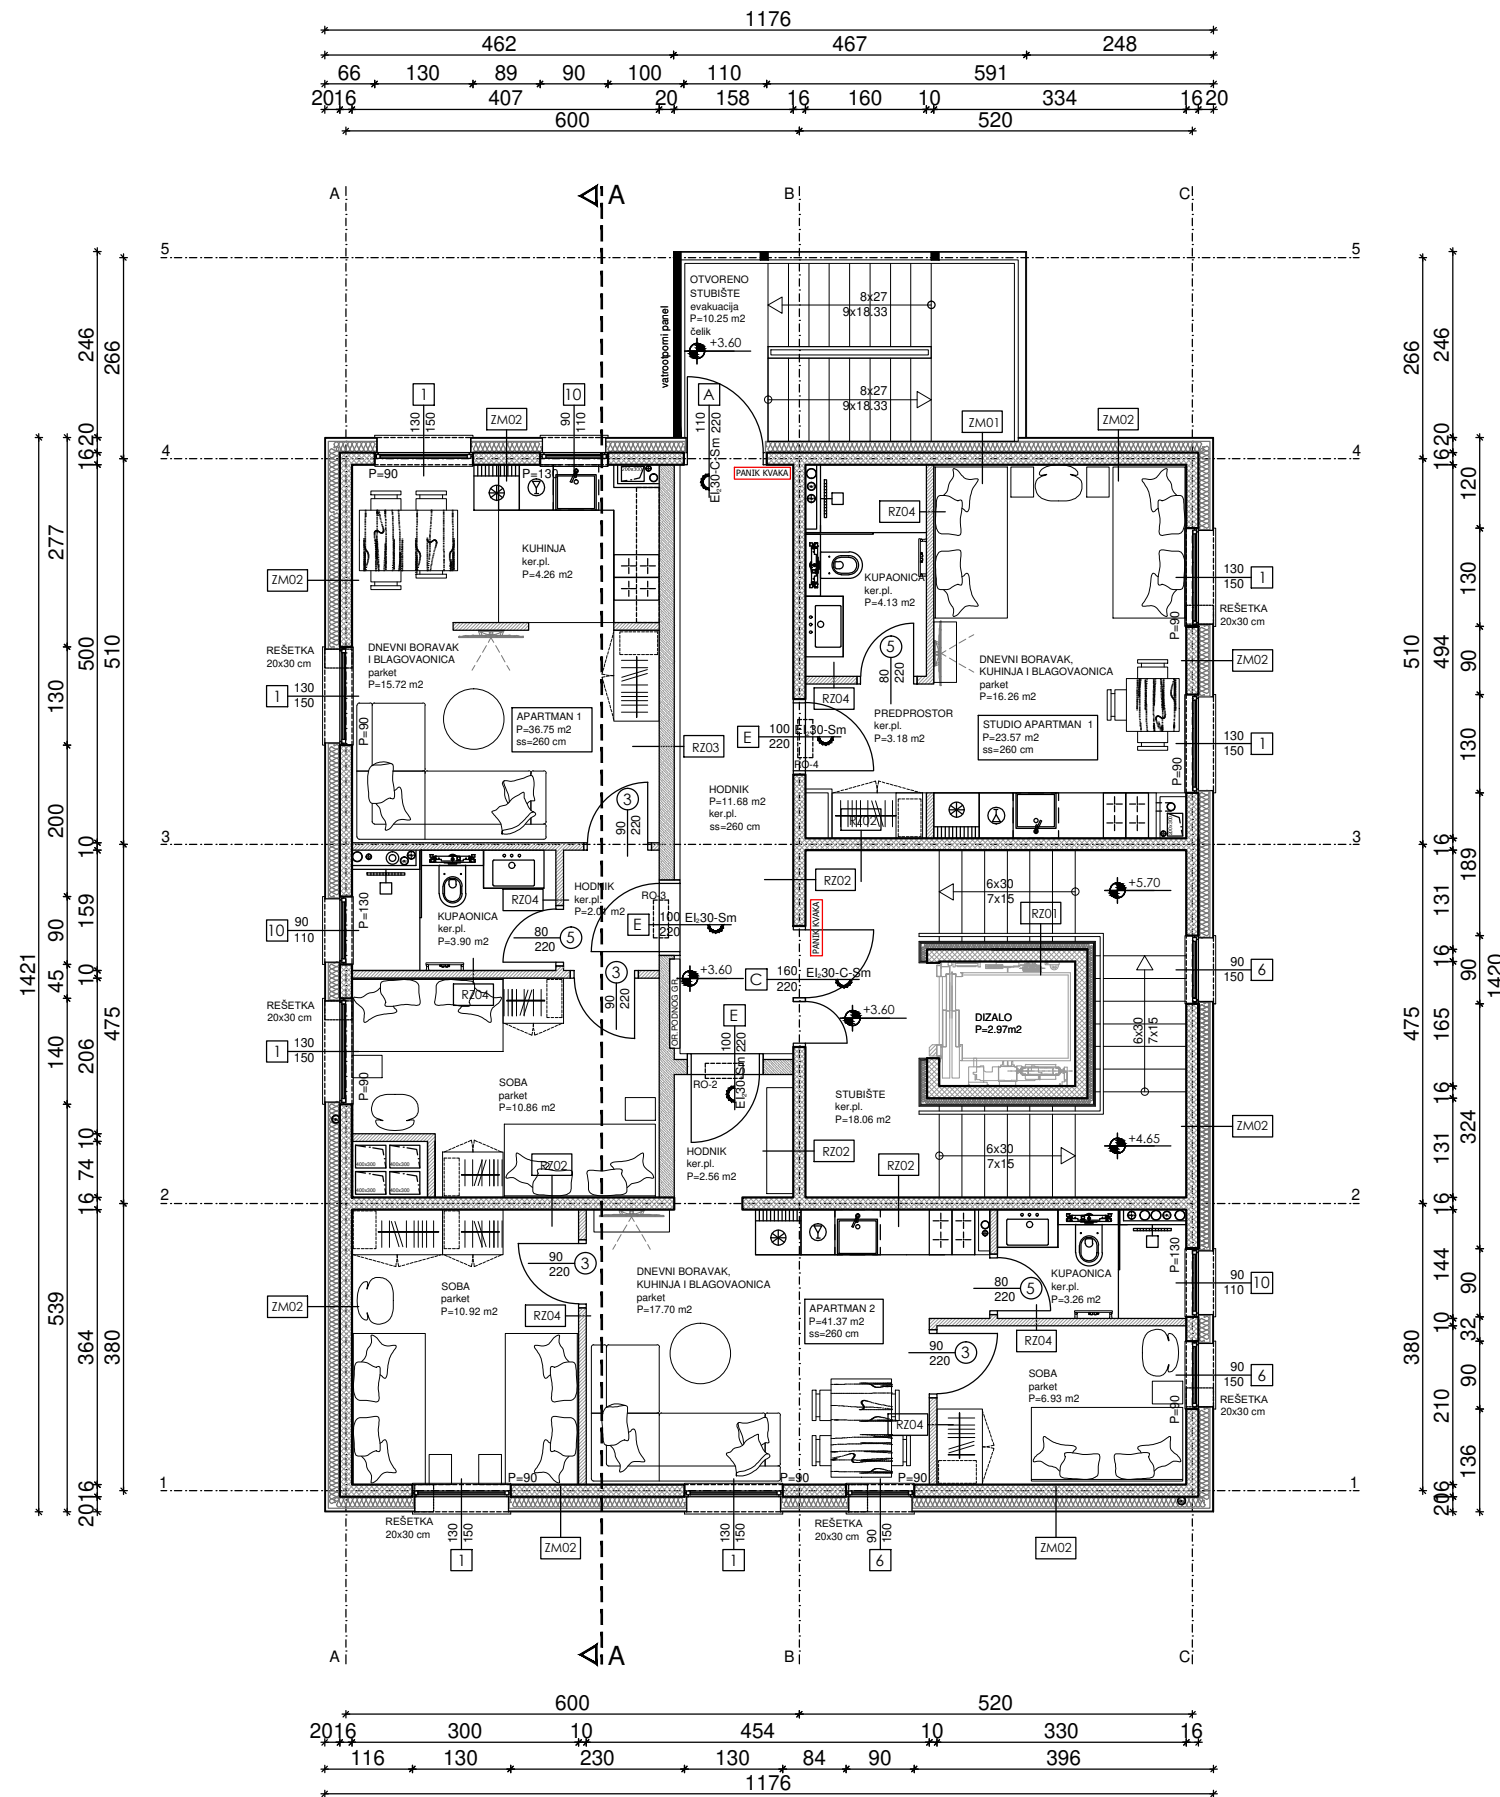 1176
462 467 248
66 130 89 90 100 110 591
20 16 407 20 158 16 160 10 334 16 20
600 520
A A B C
5 5
OTVORENO
STUBIŠTE
evakuacija
P=10.25 m2
čelik
+3.60
vatrootporni panel
8x27
9x18.33
8x27
9x18.33
246 266
266 246
1 130 150
ZM02
10 90 110
A 110 220
EI₂30-C-Sm
ZM01
ZM02
4 4
P=90
P=130
PANIK KVAKA
RZ04
KUHINJA
ker.pl.
P=4.26 m2
KUPAONICA
ker.pl.
P=4.13 m2
ZM02
130
150 1
REŠETKA
20x30 cm
P=90
5 80 220
REŠETKA
20x30 cm
1 130
150
DNEVNI BORAVAK
I BLAGOVAONICA
parket
P=15.72 m2
P=90
DNEVNI BORAVAK,
KUHINJA I BLAGOVAONICA
parket
P=16.26 m2
ZM02
RZ04
PREDPROSTOR
ker.pl.
P=3.18 m2
APARTMAN 1
P=36.75 m2
ss=260 cm
STUDIO APARTMAN 1
P=23.57 m2
ss=260 cm
RZ03
E 100
220 EI₂30-Sm
RO-4
130
150 1
P=90
HODNIK
P=11.68 m2
ker.pl.
ss=260 cm
3 90 220
RZ02
3 3
RZ02
RZ04
HODNIK
ker.pl.
KUPAONICA
ker.pl.
P=3.90 m2
P=130
10 90
110
RO-3
E 100
220 EI₂30-Sm
80
220 5
PANIK KVAKA
6x30
7x15
+5.70
RZ01
90
150 6
3 90 220
+3.60
C 160
220 EI₂30-C-Sm
OR.PODNOG GR.
RZ04
REŠETKA
20x30 cm
1 130
150
P=90
E 100 220
EI₂30-Sm
RO-2
+3.60
DIZALO
P=2.97m2
6x30
7x15
SOBA
parket
P=10.86 m2
STUBIŠTE
ker.pl.
P=18.06 m2
ZM02
+4.65
6x30
7x15
HODNIK
ker.pl.
P=2.56 m2
RZ02
RZ02
RZ02
2 2
90
220 3
SOBA
parket
P=10.92 m2
ZM02
RZ04
DNEVNI BORAVAK,
KUHINJA I BLAGOVAONICA
parket
P=17.70 m2
APARTMAN 2
P=41.37 m2
ss=260 cm
80
220 5
KUPAONICA
ker.pl.
P=3.26 m2
P=130
90
110 10
RZ04
90
220 3
SOBA
parket
P=6.93 m2
90
150 6
P=90
REŠETKA
20x30 cm
RZ04
P=90 P=90 P=90
1 1
REŠETKA
20x30 cm
130 150
1
ZM02
130 150
1
REŠETKA
20x30 cm
90 150
6
ZM02
1421
20 16 277 130 200 10 159 90 45 10 140 206 10 74 16 539 364 20 16
500 510 475 380
510 475 380
20 16 120 130 494 90 130 16 189 131 16 90 165 16 324 131 16 144 90 10 32 90 210 136 16 20
1420
A A B C
600 520
20 16 300 10 454 10 330 16
116 130 230 130 84 90 396
1176